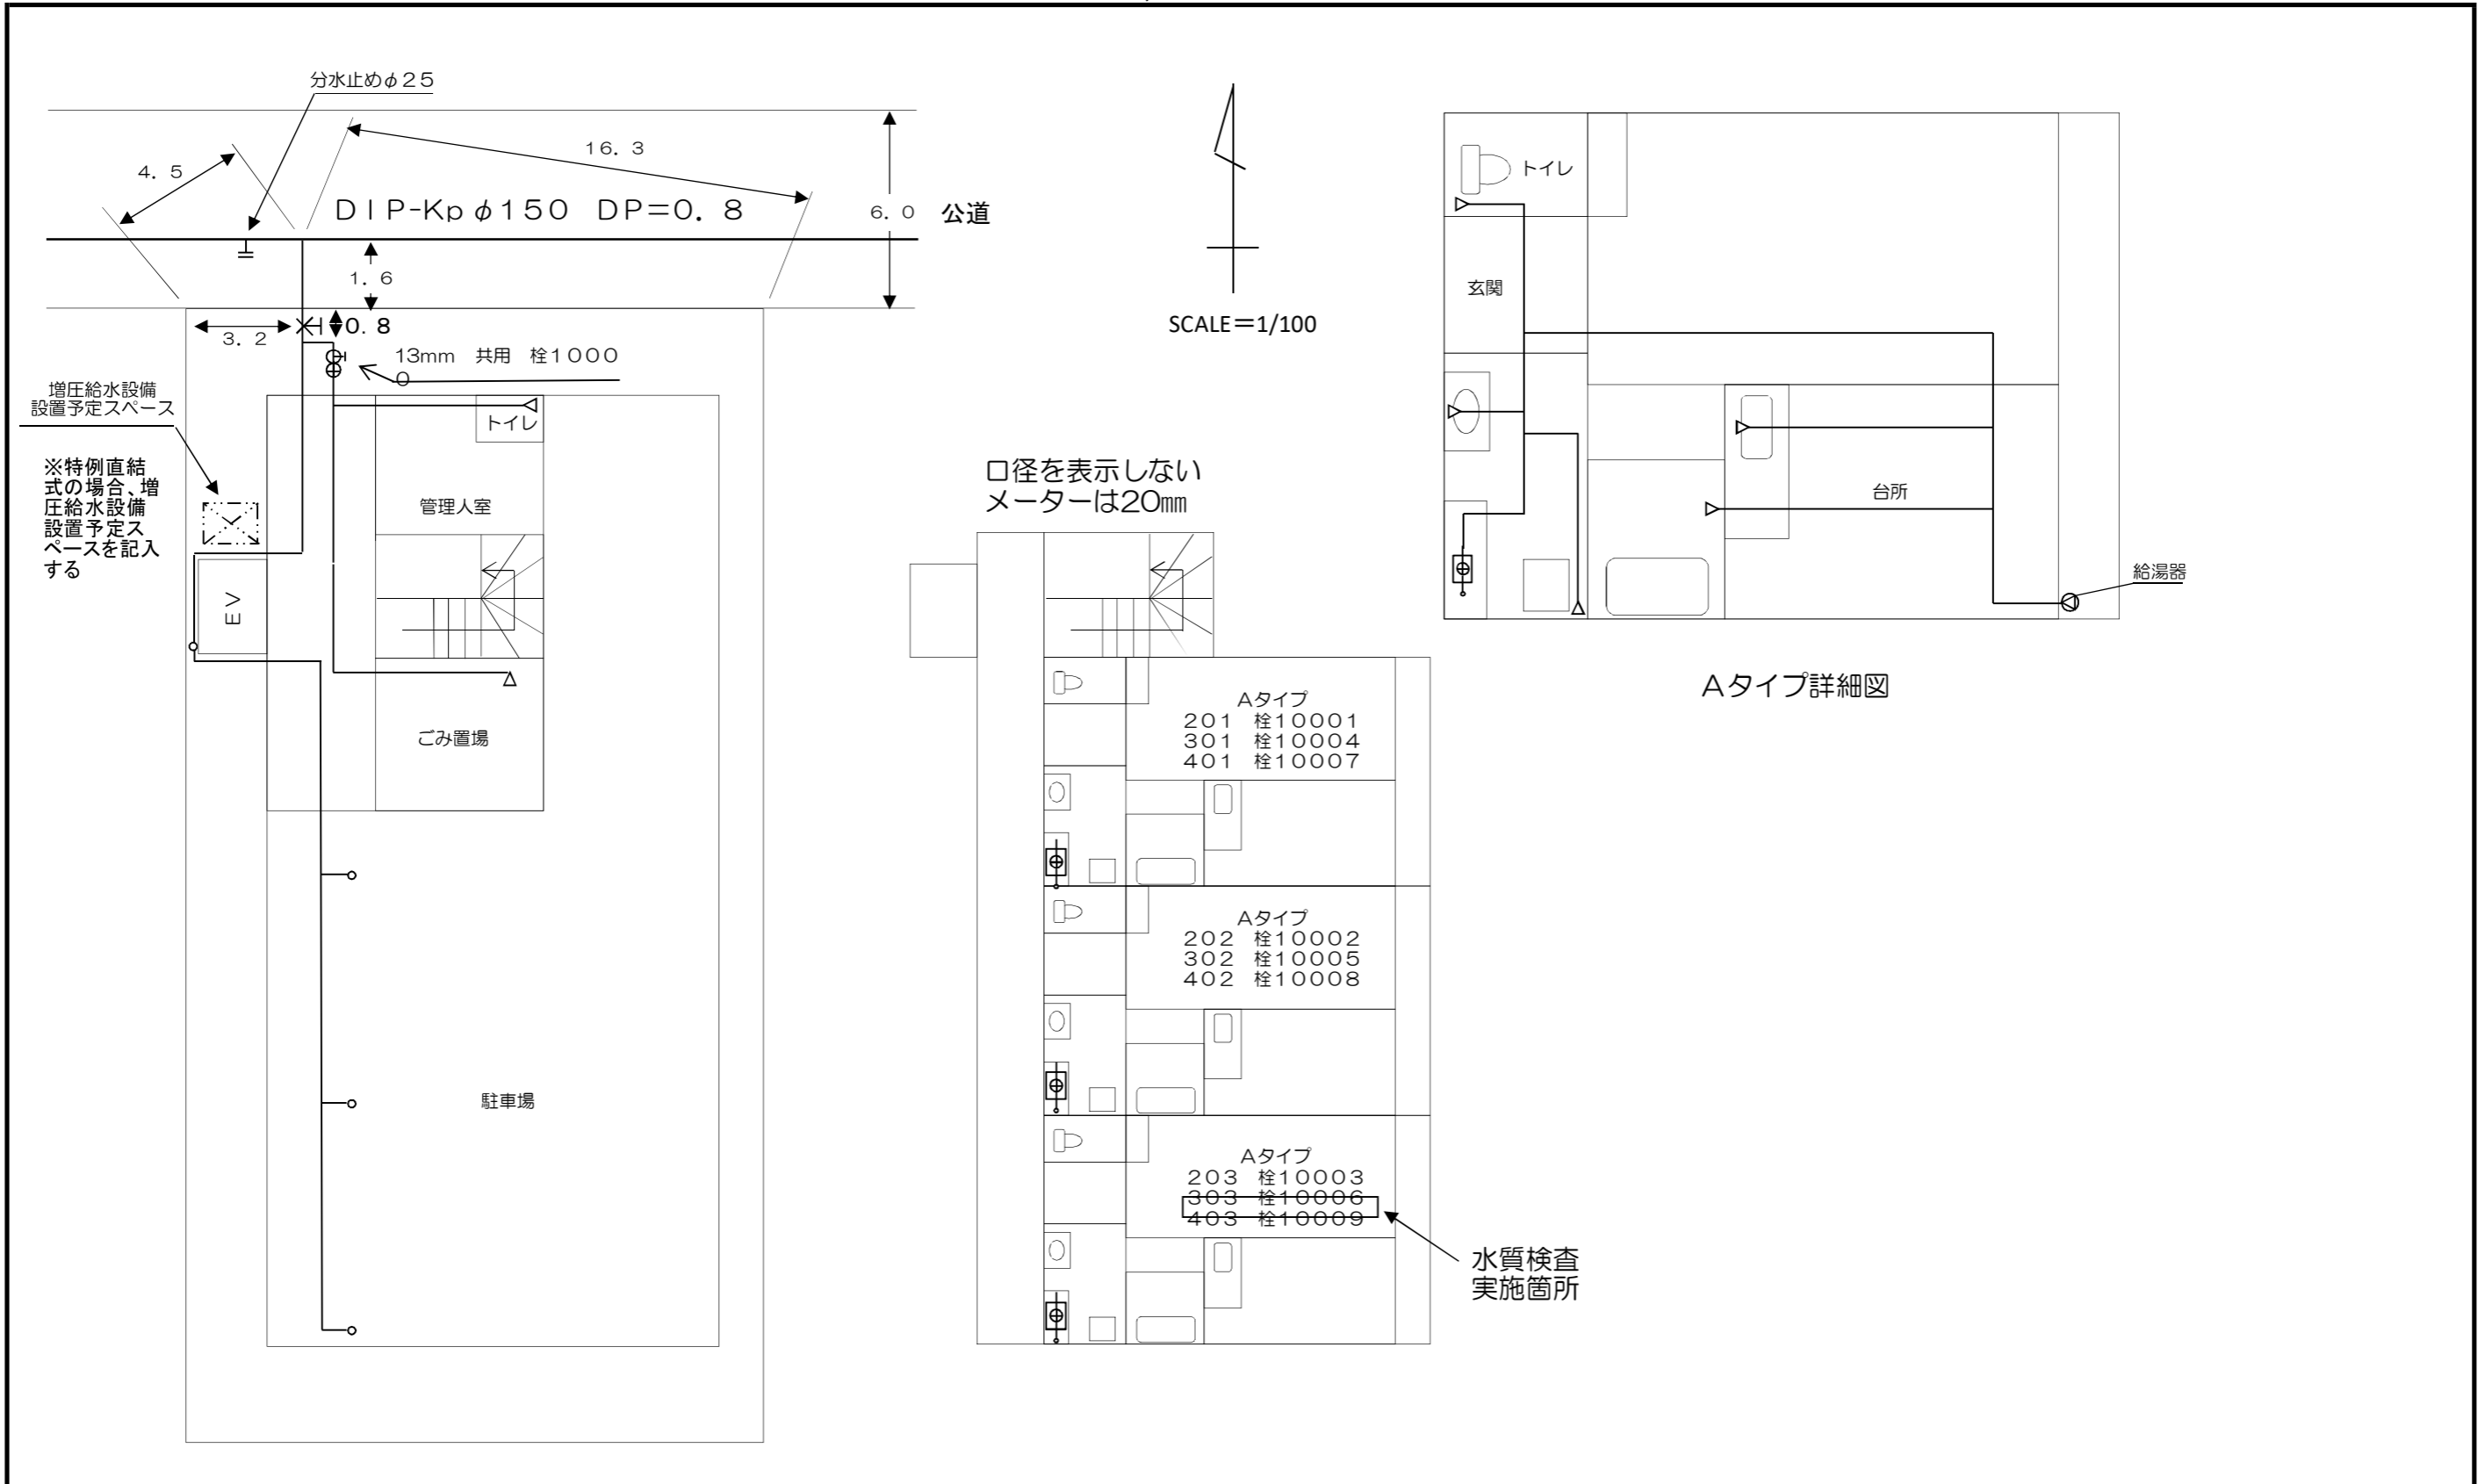 分水止めφ２５
４．５
１６．３
ＤＩＰ-Ｋｐφ１５０　ＤＰ＝０．８
６．０　公道
１．６
３．２
０．８
SCALE＝1/100
13mm　共用　栓１０００
０
増圧給水設備
設置予定スペース
※特例直結
式の場合、増
圧給水設備
設置予定ス
ペースを記入
する
トイレ
管理人室
ＥＶ
ごみ置場
駐車場
口径を表示しない
メーターは20㎜
Ａタイプ
２０１　栓１０００１
３０１　栓１０００４
４０１　栓１０００７
Ａタイプ
２０２　栓１０００２
３０２　栓１０００５
４０２　栓１０００８
Ａタイプ
２０３　栓１０００３
３０３　栓１０００６
４０３　栓１０００９
水質検査
実施箇所
トイレ
玄関
台所
給湯器
Ａタイプ詳細図